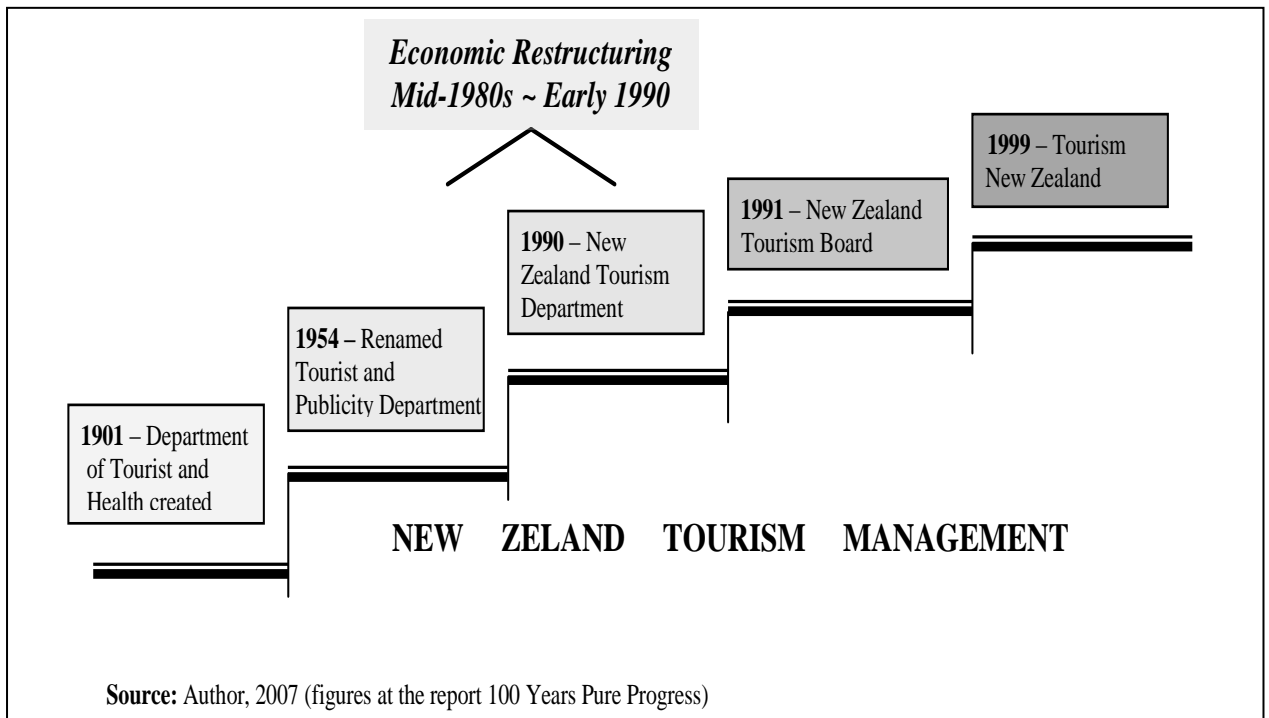 Economic Restructuring
Mid-1980s ~ Early 1990
1999 – Tourism
New Zealand
1991 – New Zealand
Tourism Board
1990 – New
Zealand Tourism
Department
1954 – Renamed
Tourist and
Publicity Department
1901 – Department
of Tourist and
Health created
NEW ZELAND TOURISM MANAGEMENT
Source: Author, 2007 (figures at the report 100 Years Pure Progress)